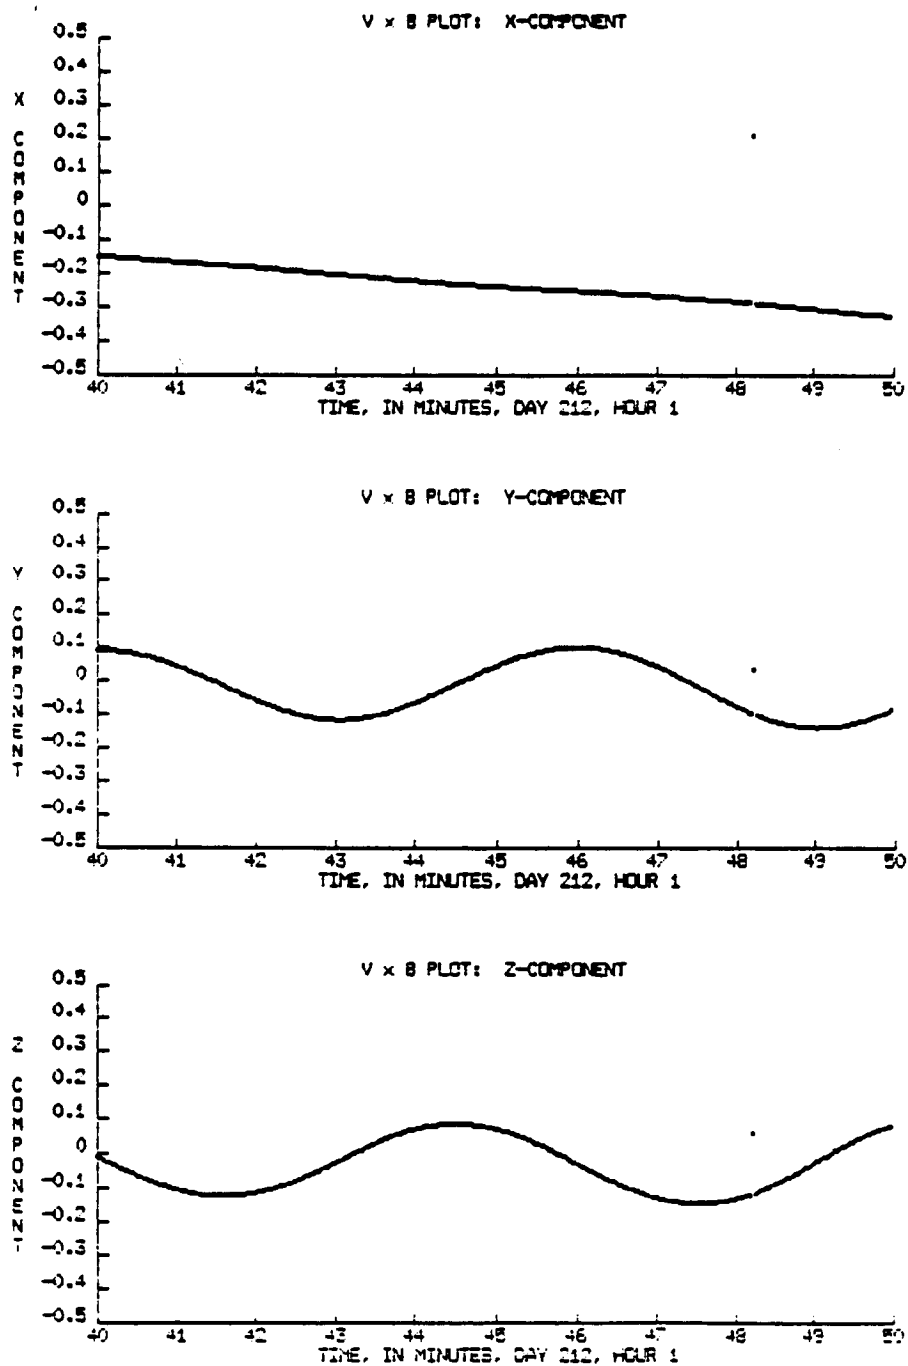 V × B PLOT: X-COMPONENT
X COMPONENT
0.5
0.4
0.3
0.2
0.1
0
-0.1
-0.2
-0.3
-0.4
-0.5
40 41 42 43 44 45 46 47 48 49 50
TIME, IN MINUTES, DAY 212, HOUR 1
V × B PLOT: Y-COMPONENT
Y COMPONENT
0.5
0.4
0.3
0.2
0.1
0
-0.1
-0.2
-0.3
-0.4
-0.5
40 41 42 43 44 45 46 47 48 49 50
TIME, IN MINUTES, DAY 212, HOUR 1
V × B PLOT: Z-COMPONENT
Z COMPONENT
0.5
0.4
0.3
0.2
0.1
0
-0.1
-0.2
-0.3
-0.4
-0.5
40 41 42 43 44 45 46 47 48 49 50
TIME, IN MINUTES, DAY 212, HOUR 1